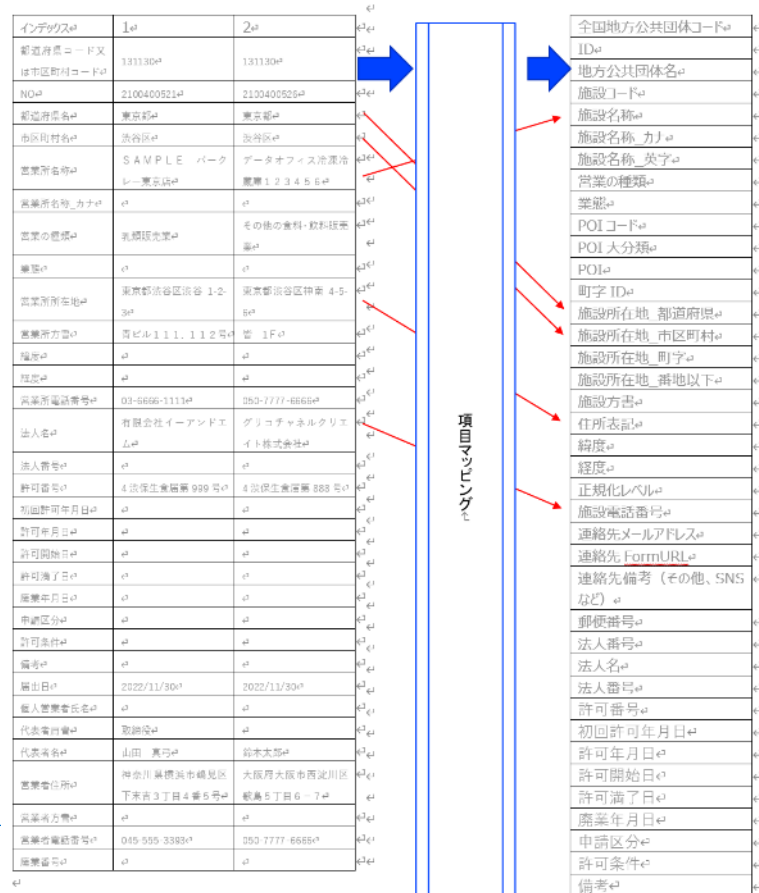 インデックス 1 2
都道府県コード又
は市区町村コード 131130 131130
NO 2100400521 2100400526
都道府県名 東京都 東京都
市区町村名 渋谷区 渋谷区
営業所名称 SAMPLE バーク
レー東京店 データオフィス冷凍冷
蔵庫123456
営業所名称_カナ
営業の種類 乳類販売業 その他の食料・飲料販売
業
業態
営業所所在地 東京都渋谷区渋谷 1-2-
3 東京都渋谷区神南 4-5-
6
営業所方書 ビル111,112号 1F
緯度
経度
営業所電話番号 03-6666-1111 050-7777-6666
法人名 有限会社イーアンドエ
ム グリコチャネルクリエ
イト株式会社
法人番号
許可番号 4渋保生食届第999号 4渋保生食届第888号
初回許可年月日
許可年月日
許可開始日
許可満了日
廃業年月日
申請区分
許可条件
備考
届出日 2022/11/30 2022/11/30
個人営業者氏名
代表者肩書 取締役
代表者名 山田 真弓 鈴木太郎
営業者住所 神奈川県横浜市鶴見区
下末吉3丁目4番5号 大阪府大阪市西淀川区
歌島5丁目6-7
営業者方書
営業者電話番号 045-555-3393 050-7777-6666
廃業番号
項目マッピング
全国地方公共団体コード
ID
地方公共団体名
施設コード
施設名称
施設名称_カナ
施設名称_英字
営業の種類
業態
POI コード
POI 大分類
POI
町字 ID
施設所在地_都道府県
施設所在地_市区町村
施設所在地_町字
施設所在地_番地以下
施設方書
住所表記
緯度
経度
正規化レベル
施設電話番号
連絡先メールアドレス
連絡先 FormURL
連絡先備考（その他、SNS
など）
郵便番号
法人番号
法人名
法人番号
許可番号
初回許可年月日
許可年月日
許可開始日
許可満了日
廃業年月日
申請区分
許可条件
備考